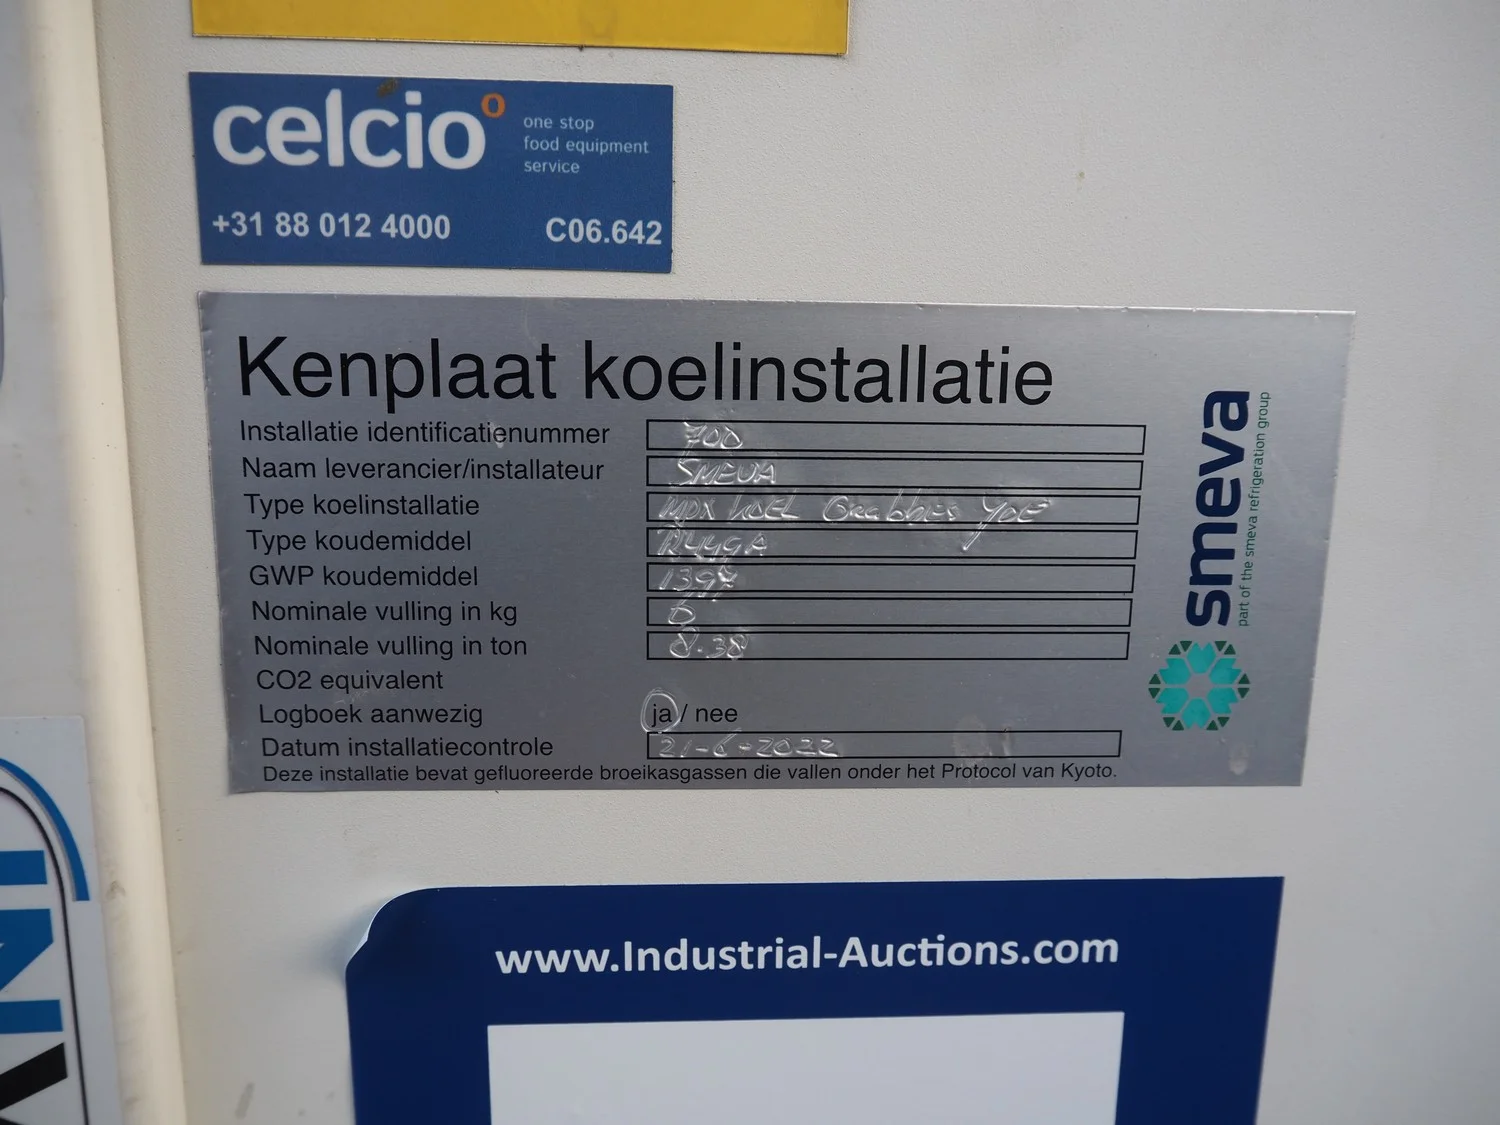 celcio°
one stop
food equipment
service
+31 88 012 4000 C06.642
Kenplaat koelinstallatie
Installatie identificatienummer 700
Naam leverancier/installateur SMEVA
Type koelinstallatie MDX KOEL
Type koudemiddel R449A
GWP koudemiddel 1397
Nominale vulling in kg 6
Nominale vulling in ton 8.38
CO2 equivalent
Logboek aanwezig ja / nee
Datum installatiecontrole 21-6-2022
Deze installatie bevat gefluoreerde broeikasgassen die vallen onder het Protocol van Kyoto.
smeva
part of the smeva refrigeration group
www.Industrial-Auctions.com